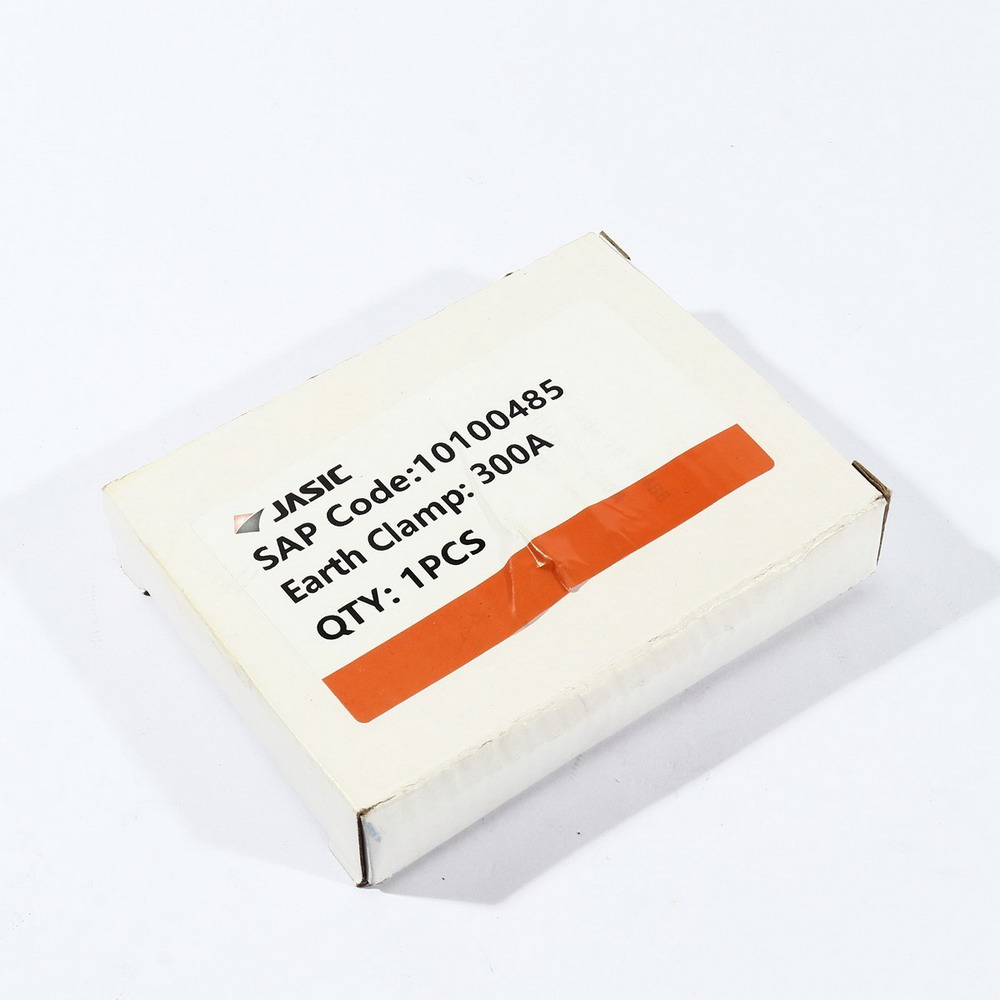 JASIC
SAP Code:10100485
Earth Clamp: 300A
QTY: 1PCS